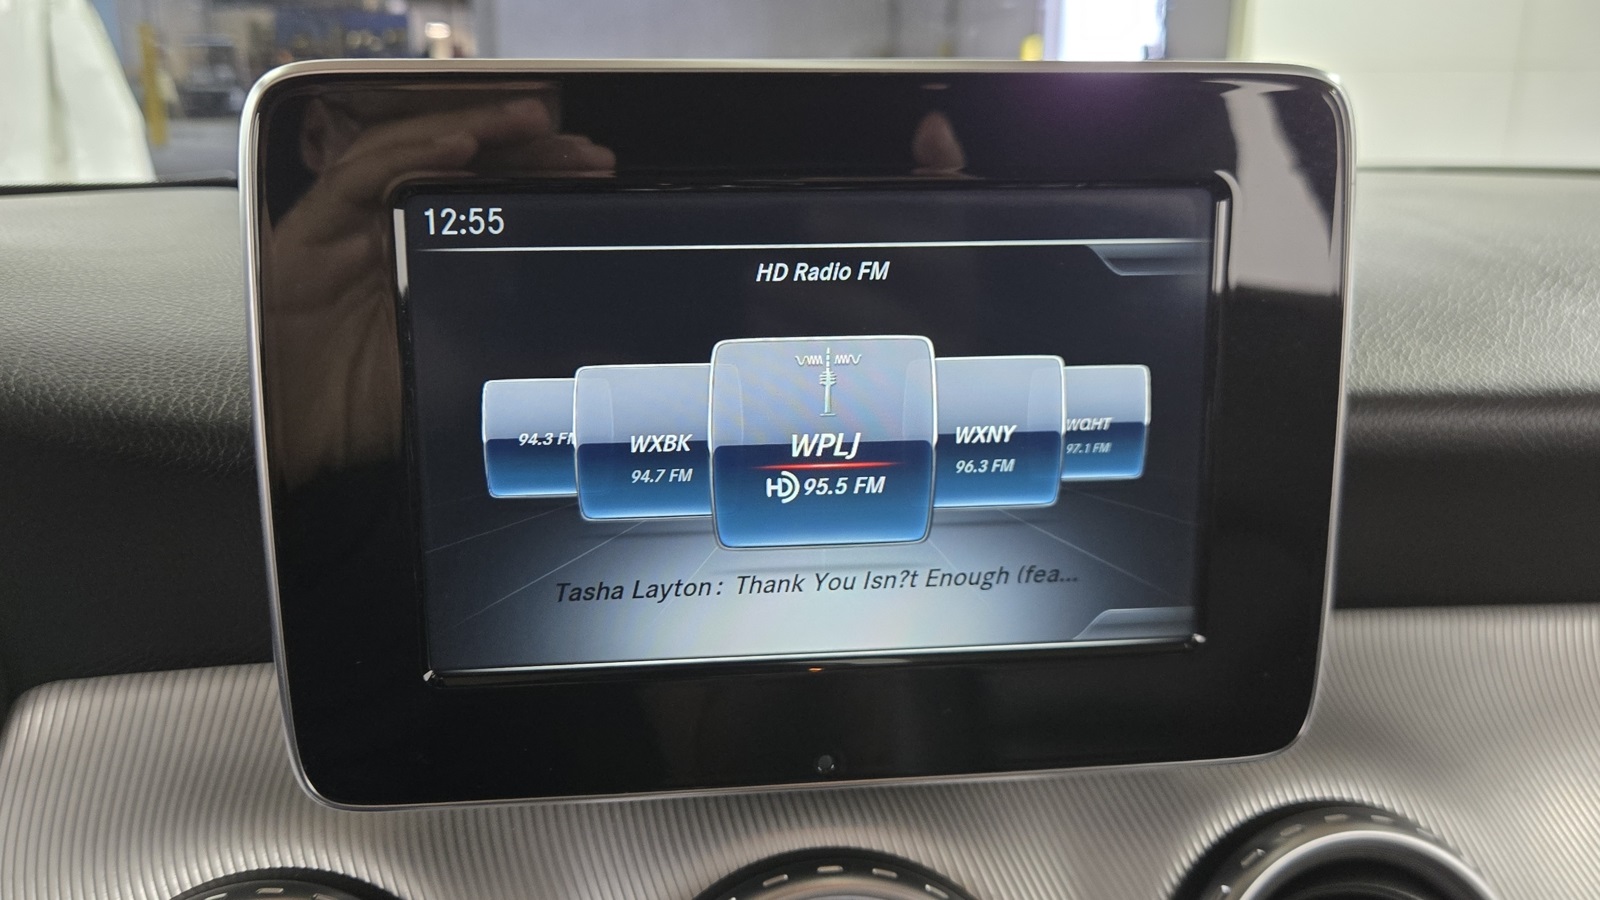 12:55
HD Radio FM
94.3 FM
WXBK
94.7 FM
WPLJ
HD 95.5 FM
WXNY
96.3 FM
WQHT
97.1 FM
Tasha Layton: Thank You Isn?t Enough (fea...